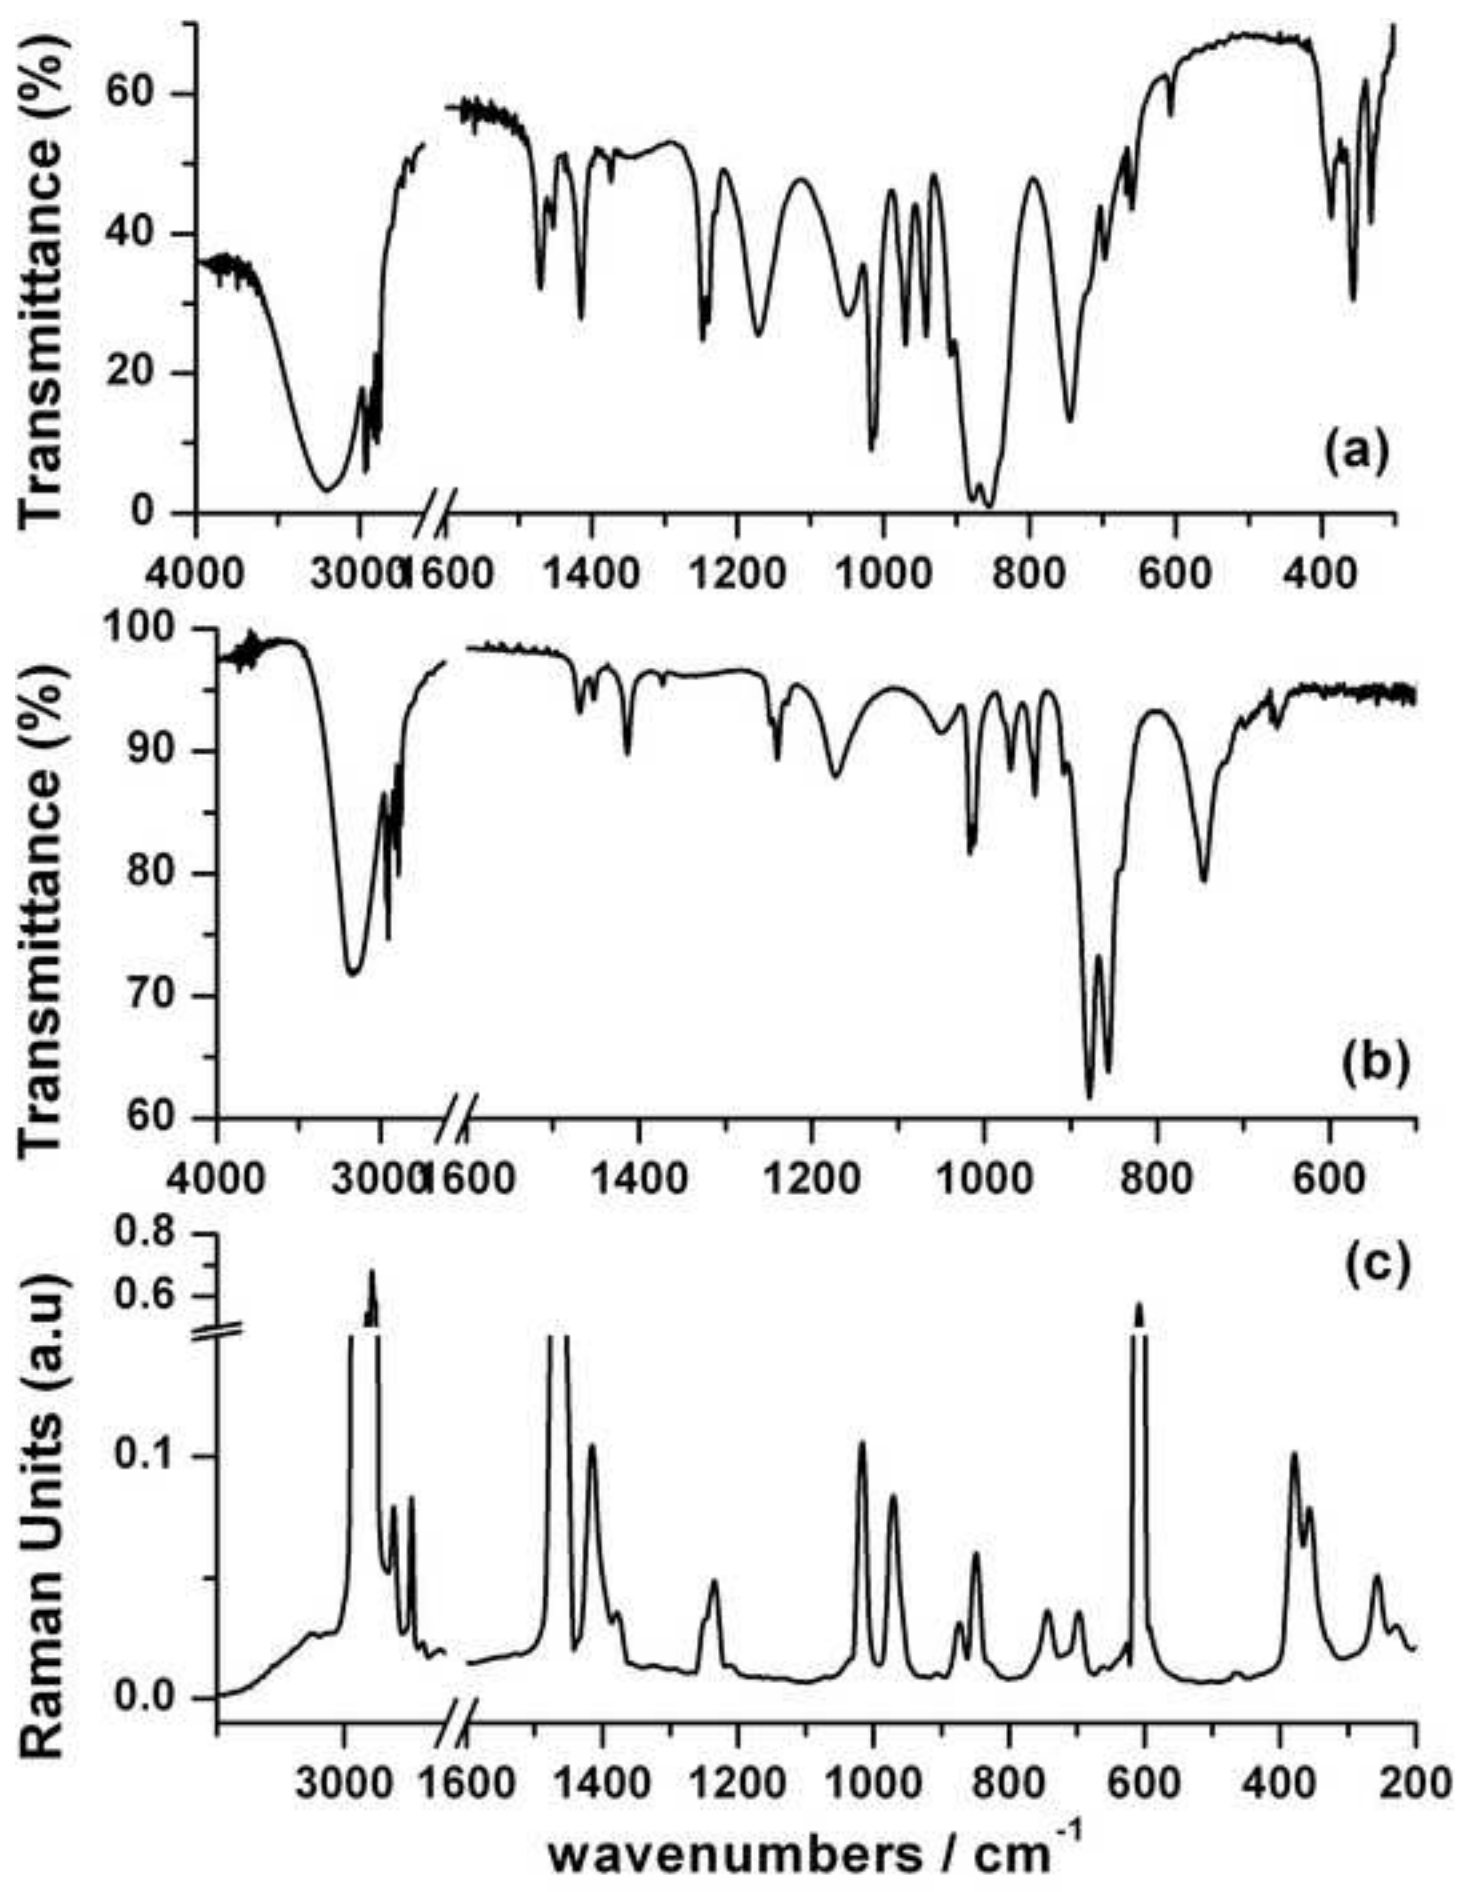 Transmittance (%)
60
40
20
0
(a)
4000 3000 1600 1400 1200 1000 800 600 400
Transmittance (%)
100
90
80
70
60
(b)
4000 3000 1600 1400 1200 1000 800 600
Raman Units (a.u)
0.8
0.6
0.1
0.0
(c)
3000 1600 1400 1200 1000 800 600 400 200
wavenumbers / cm⁻¹